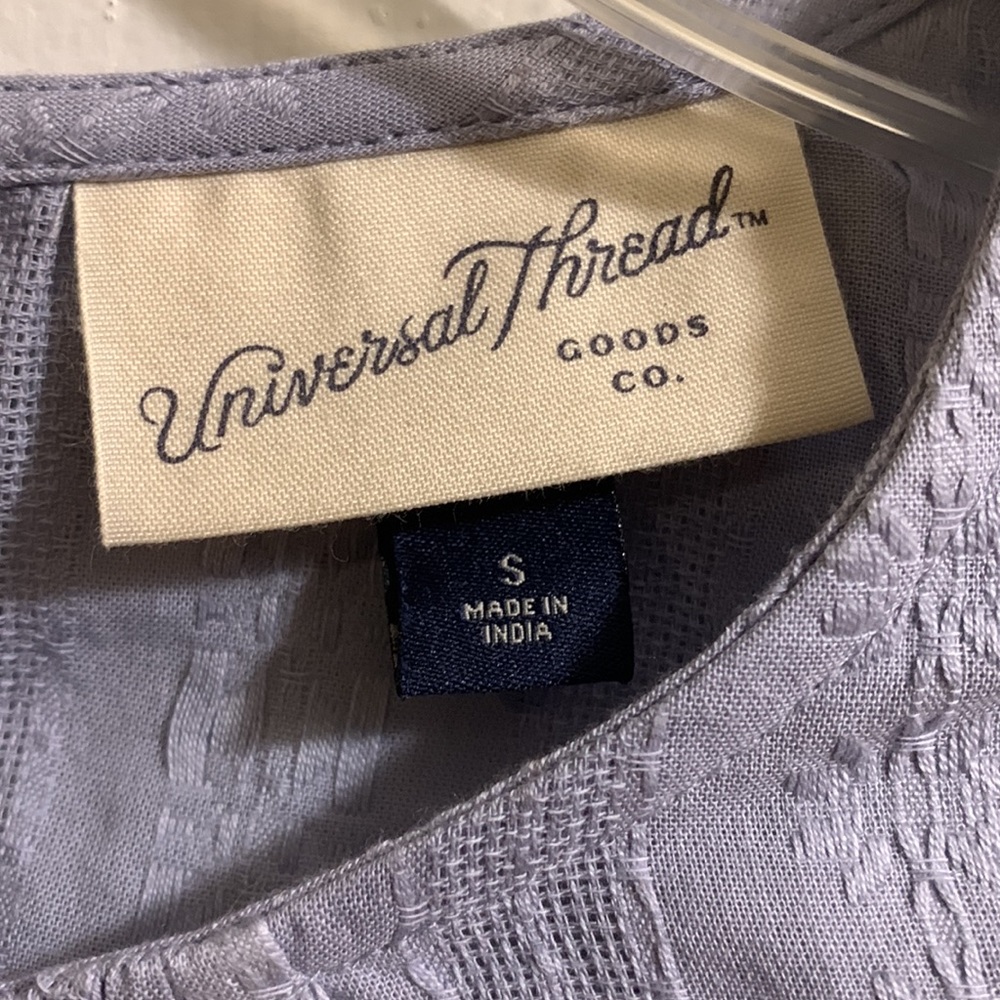 Universal Thread™
GOODS
CO.
S
MADE IN
INDIA